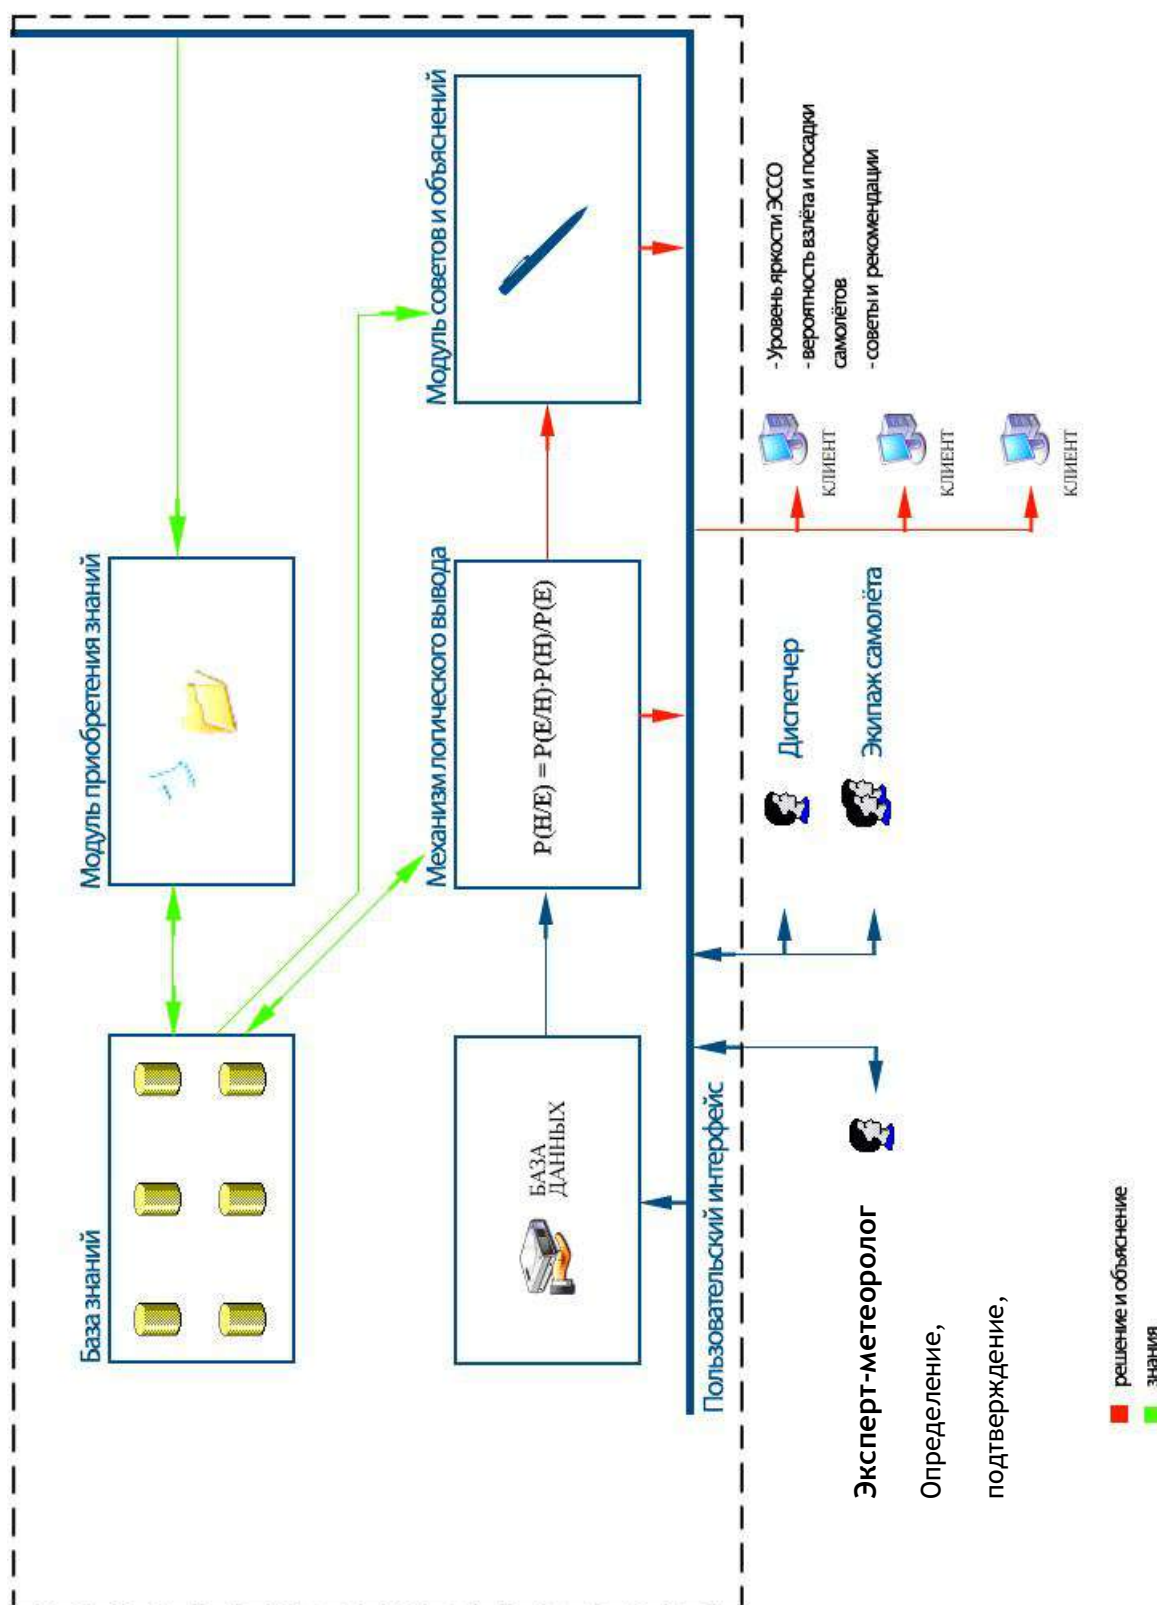 База знаний
Модуль приобретения знаний
БАЗА
ДАННЫХ
Механизм логического вывода
P(H/E) = P(E/H)·P(H)/P(E)
Модуль советов и объяснений
Пользовательский интерфейс
Эксперт-метеоролог
Определение,
подтверждение,
Диспетчер
Экипаж самолёта
КЛИЕНТ
КЛИЕНТ
КЛИЕНТ
- Уровень яркости ЭССО
- вероятность взлёта и посадки
самолётов
- советы и рекомендации
решение и объяснение
знания